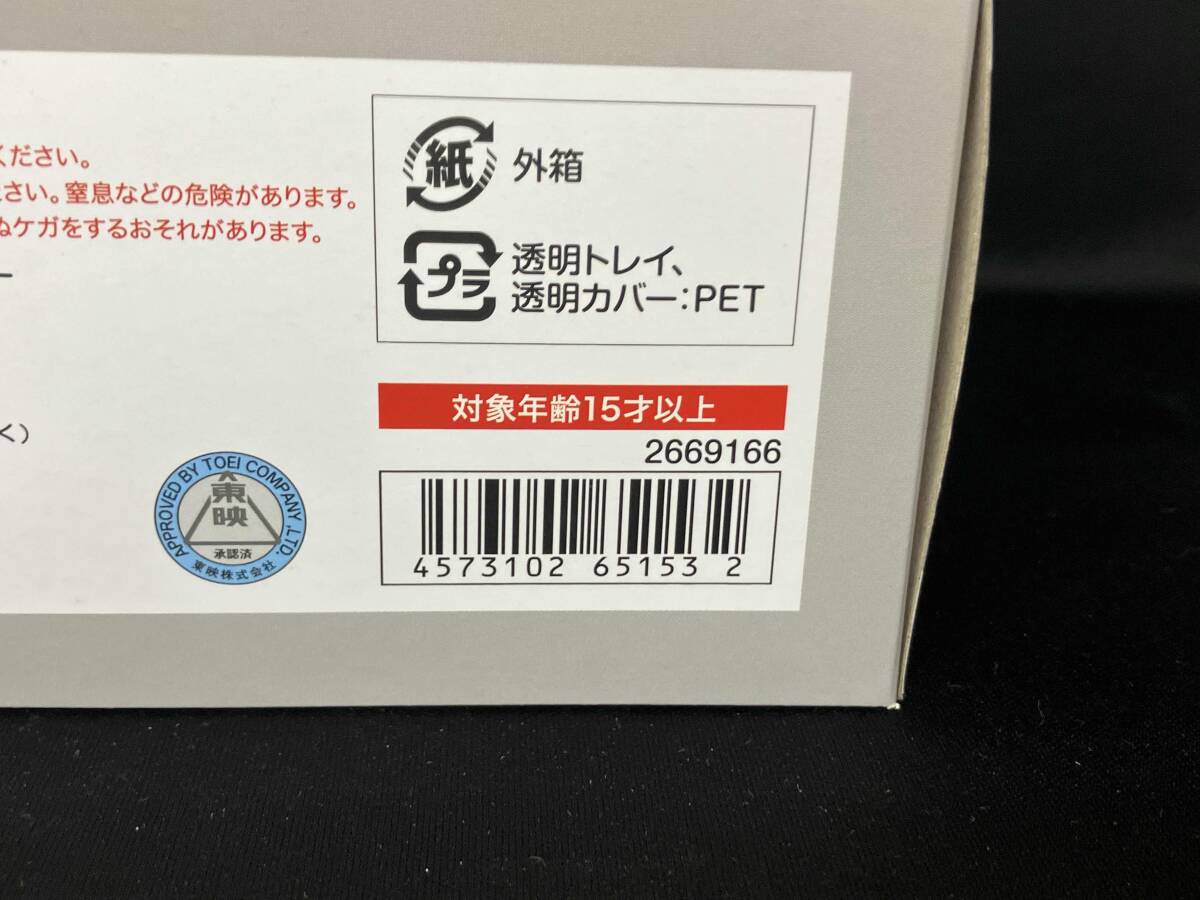 ください。
さい。窒息などの危険があります。
ぬケガをするおそれがあります。
ー
く)
紙 外箱
プラ 透明トレイ、
透明カバー:PET
対象年齢15才以上
2669166
4573102 65153 2
APPROVED BY TOEI COMPANY ,LTD.
東映
承認済
東映株式会社